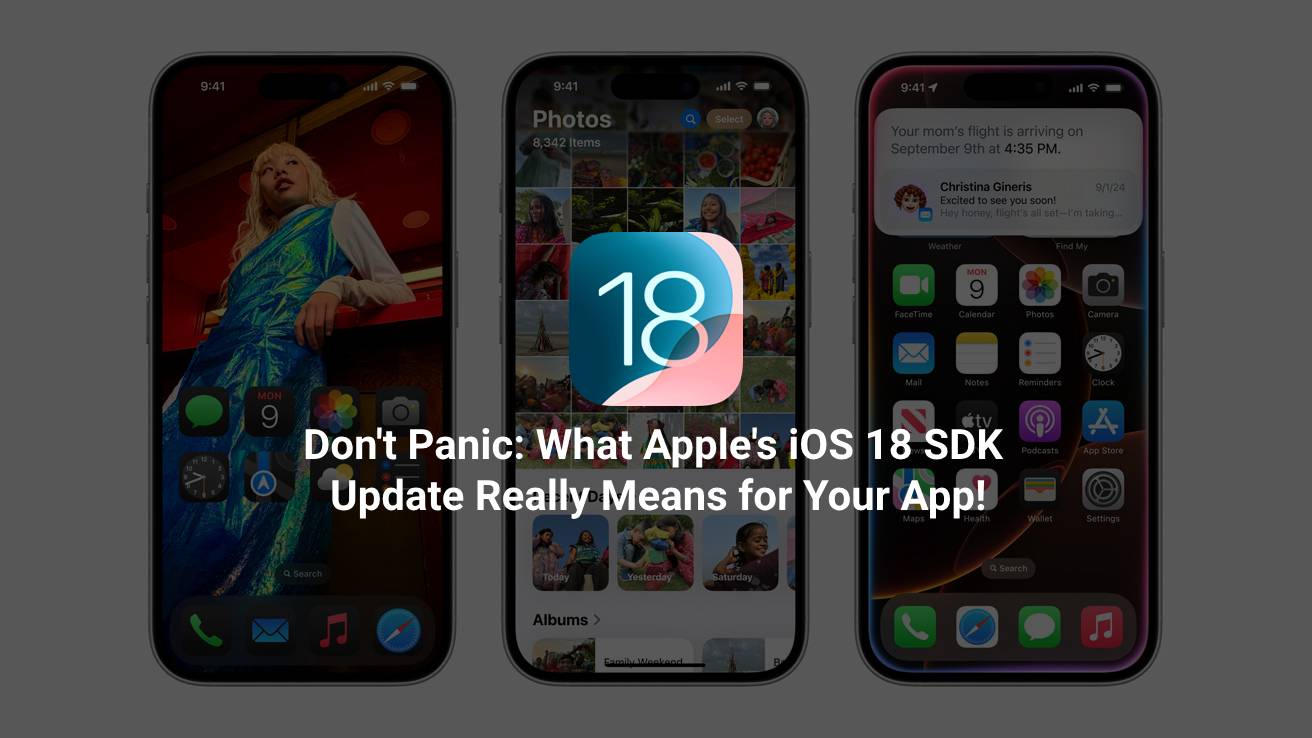 9:41
MON
9
Search
9:41
Photos
Select
8,342 Items
Today
Yesterday
Saturday
Albums
Family Weekend
9:41
Your mom's flight is arriving on
September 9th at 4:35 PM.
Christina Gineris
9/1/24
Excited to see you soon!
Hey honey, flight's all set—I'm taking...
Weather
Find My
MON
9
FaceTime
Calendar
Photos
Camera
Mail
Notes
Reminders
Clock
tv
Podcasts
App Store
Maps
Health
Wallet
Settings
Search
18
Don't Panic: What Apple's iOS 18 SDK
Update Really Means for Your App!